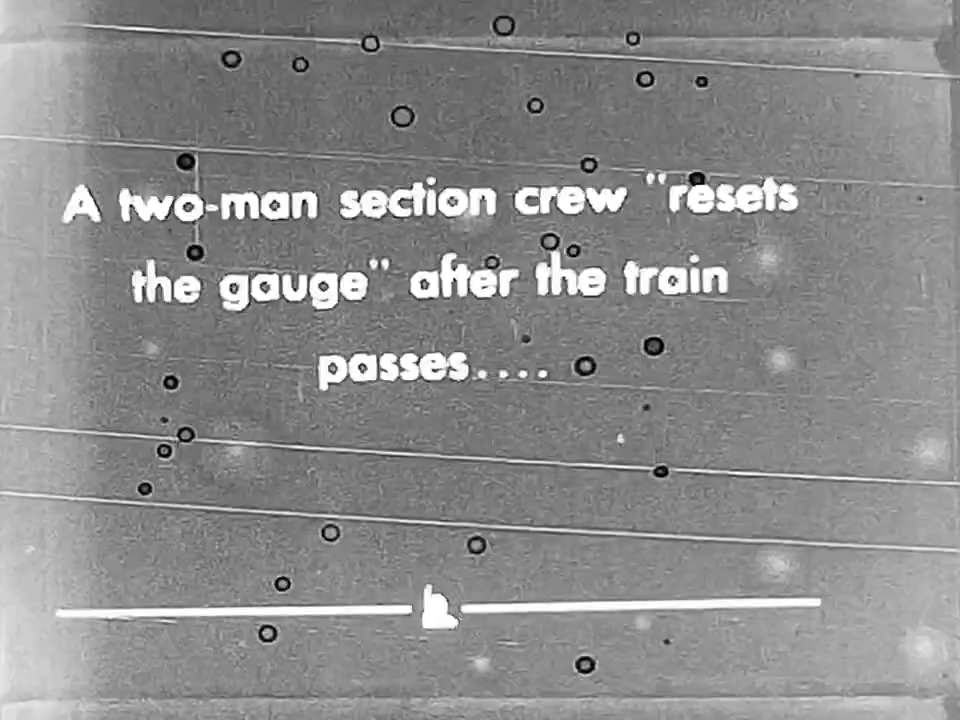 A two-man section crew "resets
the gauge" after the train
passes....